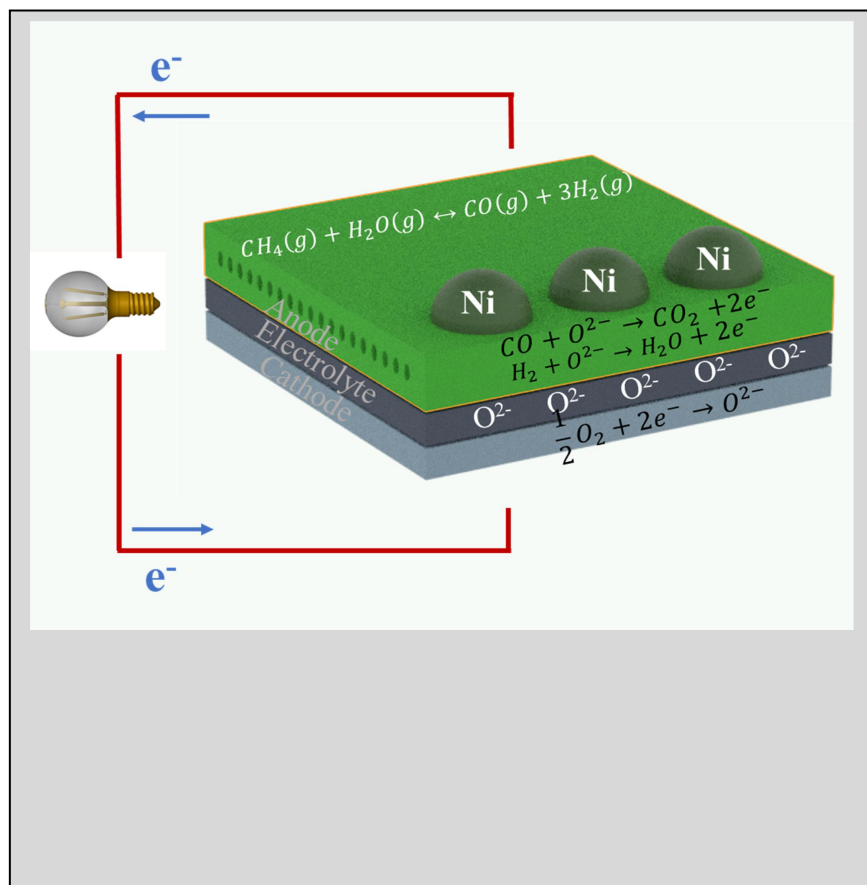 e⁻
CH₄(g) + H₂O(g) ↔ CO(g) + 3H₂(g)
Ni
Ni
Ni
Anode
Electrolyte
Cathode
CO + O²⁻ → CO₂ + 2e⁻
H₂ + O²⁻ → H₂O + 2e⁻
O²⁻ O²⁻ O²⁻ O²⁻ O²⁻
1/2 O₂ + 2e⁻ → O²⁻
e⁻